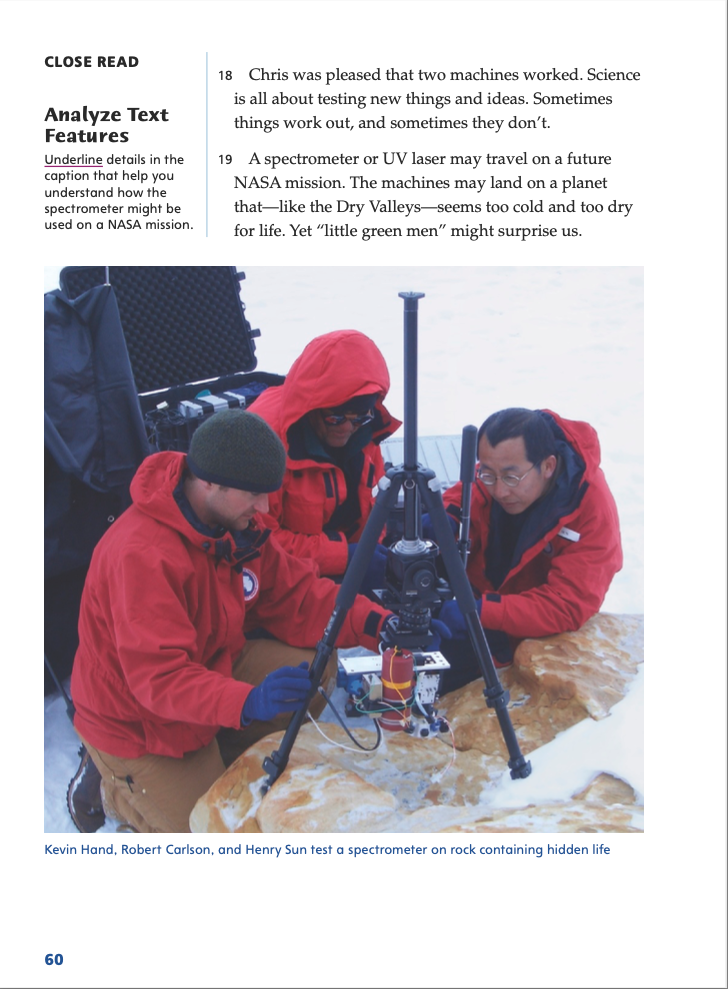 CLOSE READ
Analyze Text
Features
Underline details in the
caption that help you
understand how the
spectrometer might be
used on a NASA mission.
18 Chris was pleased that two machines worked. Science
is all about testing new things and ideas. Sometimes
things work out, and sometimes they don’t.
19 A spectrometer or UV laser may travel on a future
NASA mission. The machines may land on a planet
that—like the Dry Valleys—seems too cold and too dry
for life. Yet “little green men” might surprise us.
Kevin Hand, Robert Carlson, and Henry Sun test a spectrometer on rock containing hidden life
60